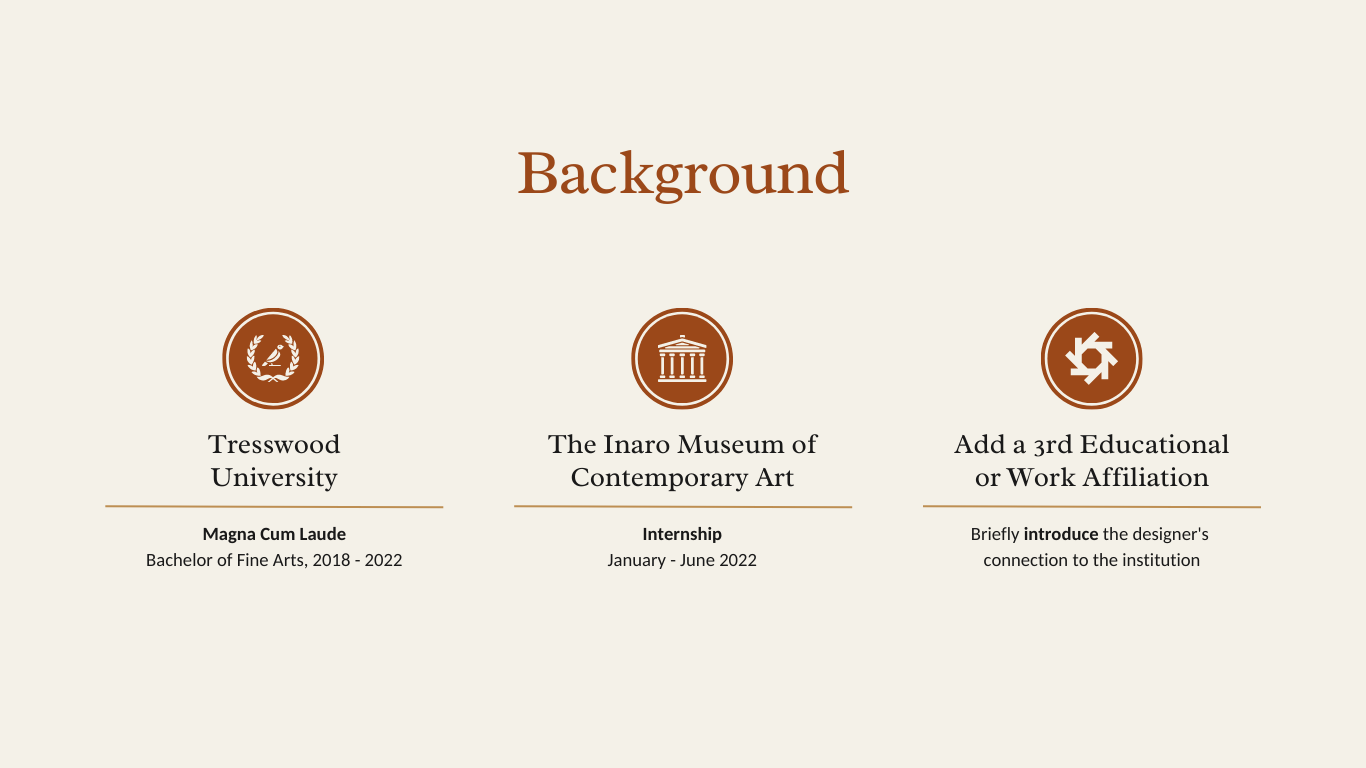 Background
Tresswood
University
Magna Cum Laude
Bachelor of Fine Arts, 2018 - 2022
The Inaro Museum of
Contemporary Art
Internship
January - June 2022
Add a 3rd Educational
or Work Affiliation
Briefly introduce the designer's
connection to the institution